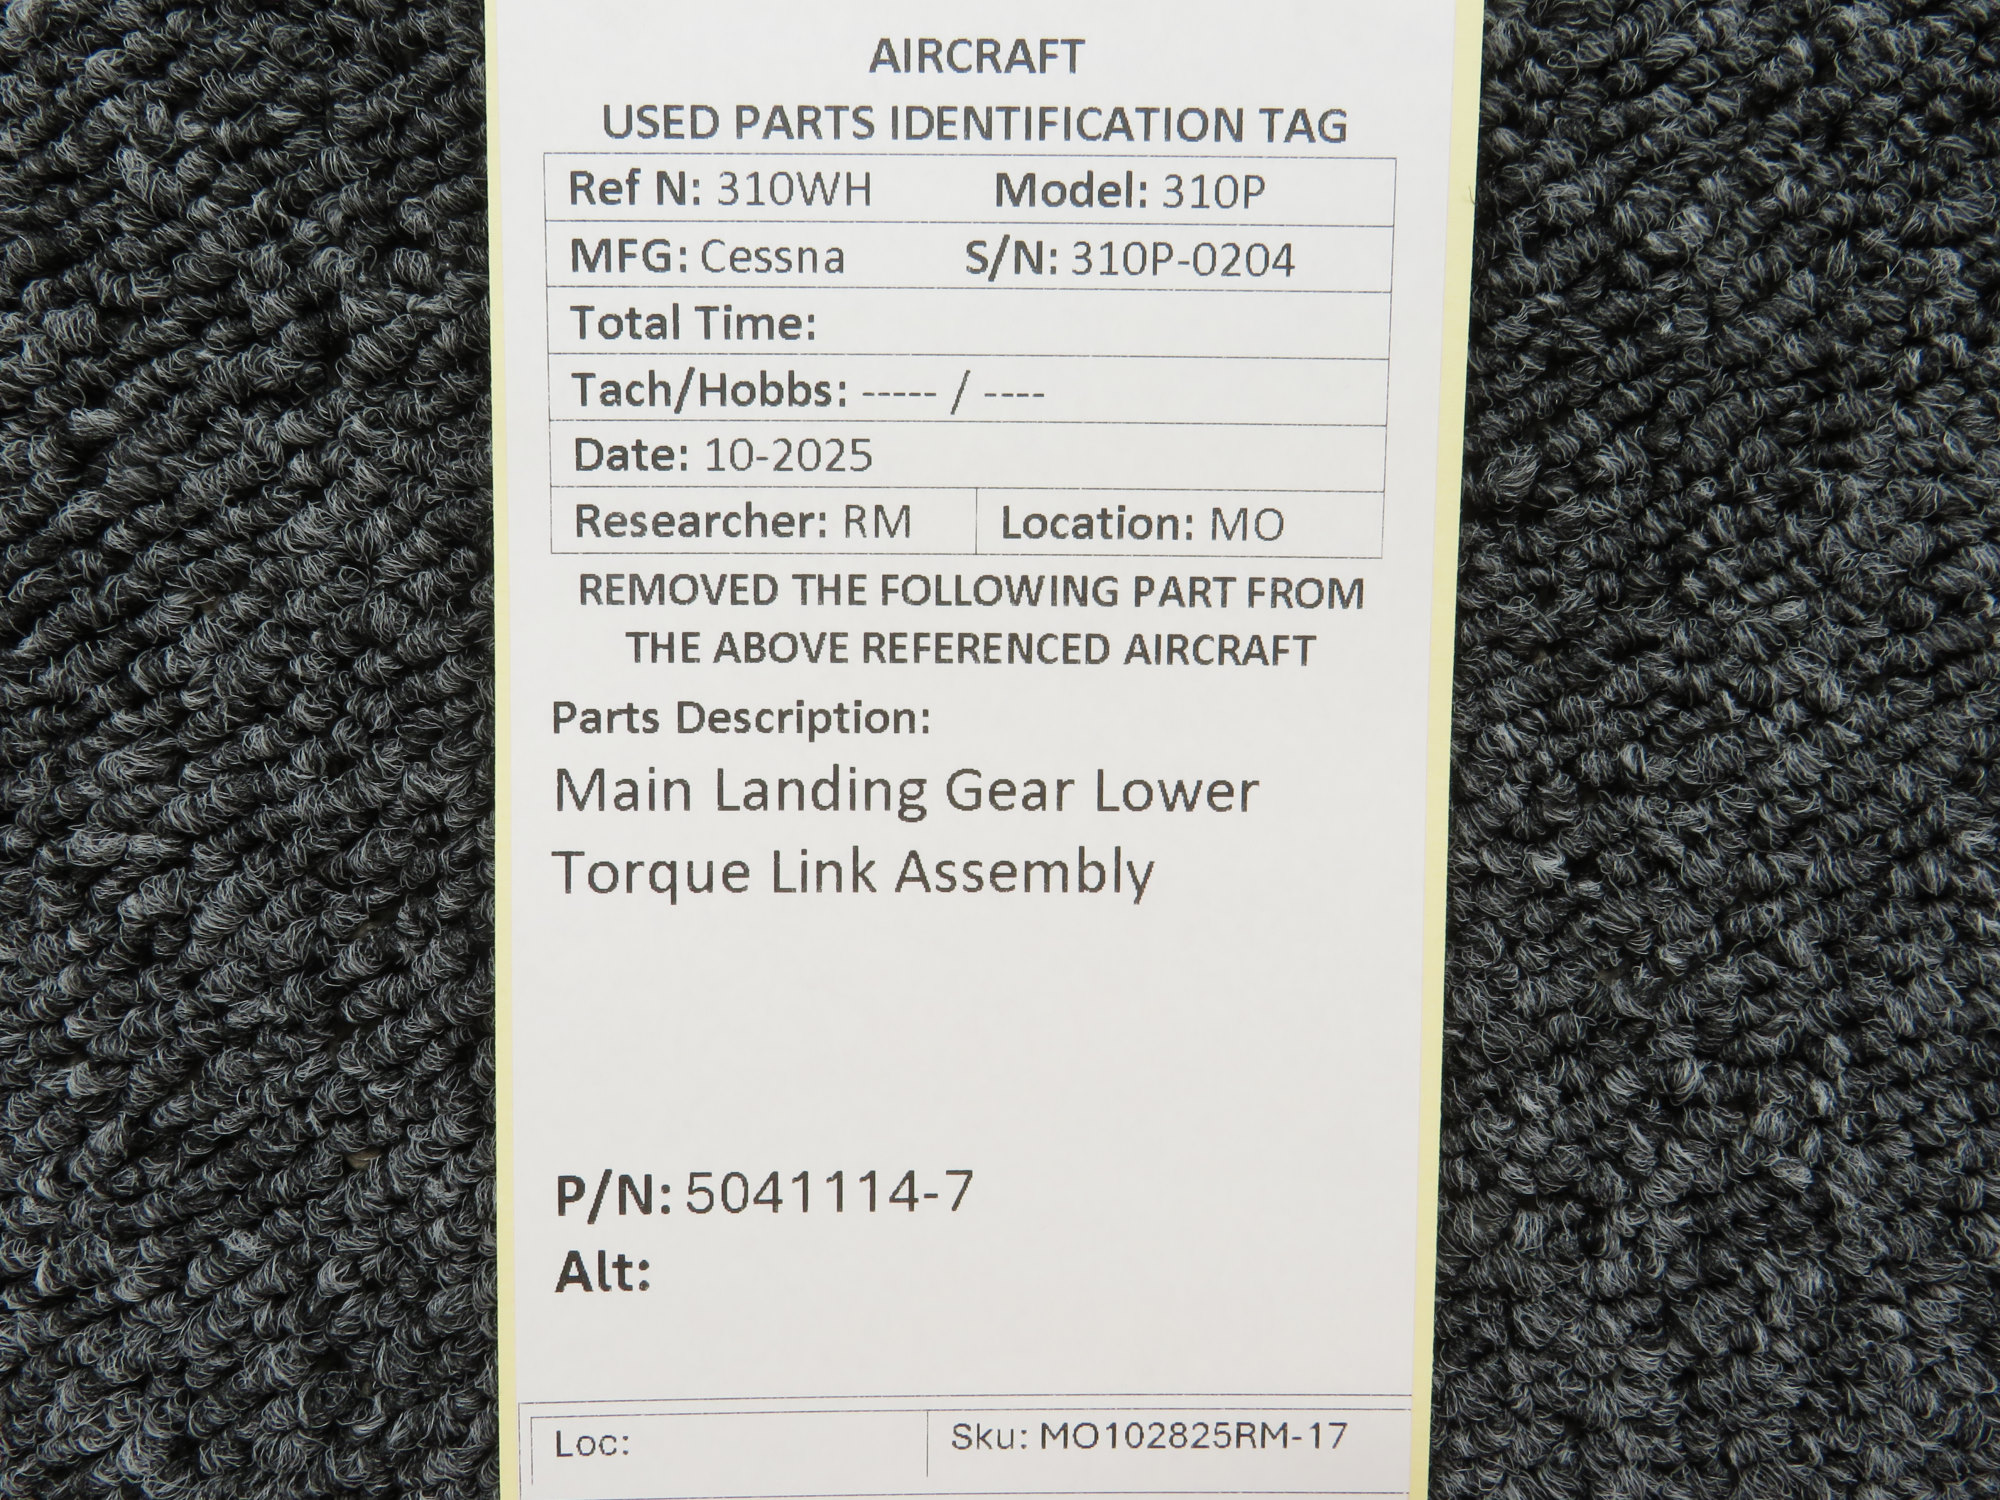 AIRCRAFT
USED PARTS IDENTIFICATION TAG
Ref N: 310WH Model: 310P
MFG: Cessna S/N: 310P-0204
Total Time:
Tach/Hobbs: ----- / ----
Date: 10-2025
Researcher: RM Location: MO
REMOVED THE FOLLOWING PART FROM
THE ABOVE REFERENCED AIRCRAFT
Parts Description:
Main Landing Gear Lower
Torque Link Assembly
P/N: 5041114-7
Alt:
Loc: Sku: MO102825RM-17